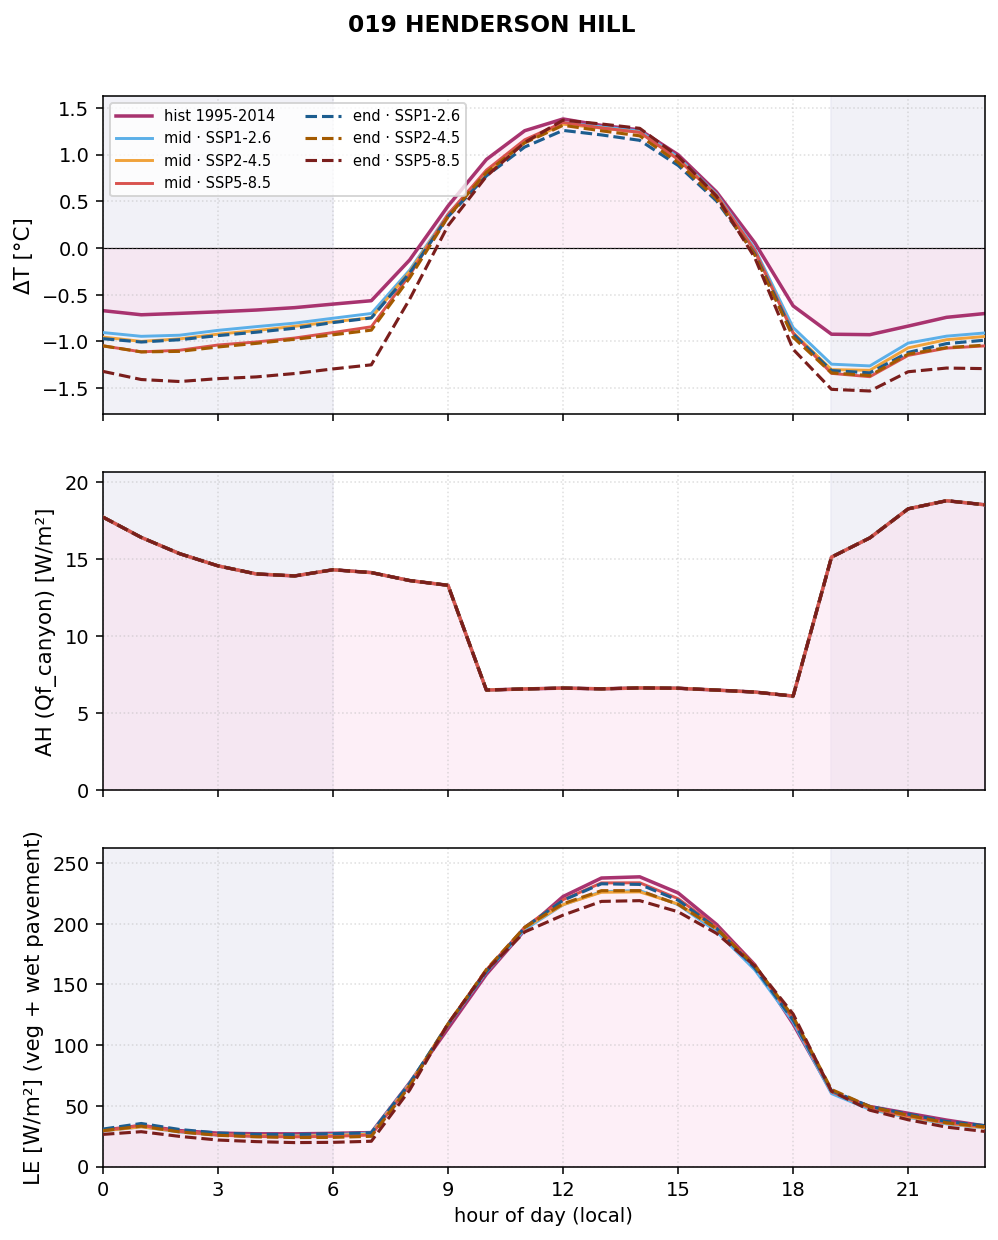 019 HENDERSON HILL
ΔT [°C]
1.5
1.0
0.5
0.0
−0.5
−1.0
−1.5
hist 1995-2014
mid · SSP1-2.6
mid · SSP2-4.5
mid · SSP5-8.5
end · SSP1-2.6
end · SSP2-4.5
end · SSP5-8.5
AH (Qf_canyon) [W/m²]
20
15
10
5
0
LE [W/m²] (veg + wet pavement)
250
200
150
100
50
0
0 3 6 9 12 15 18 21
hour of day (local)